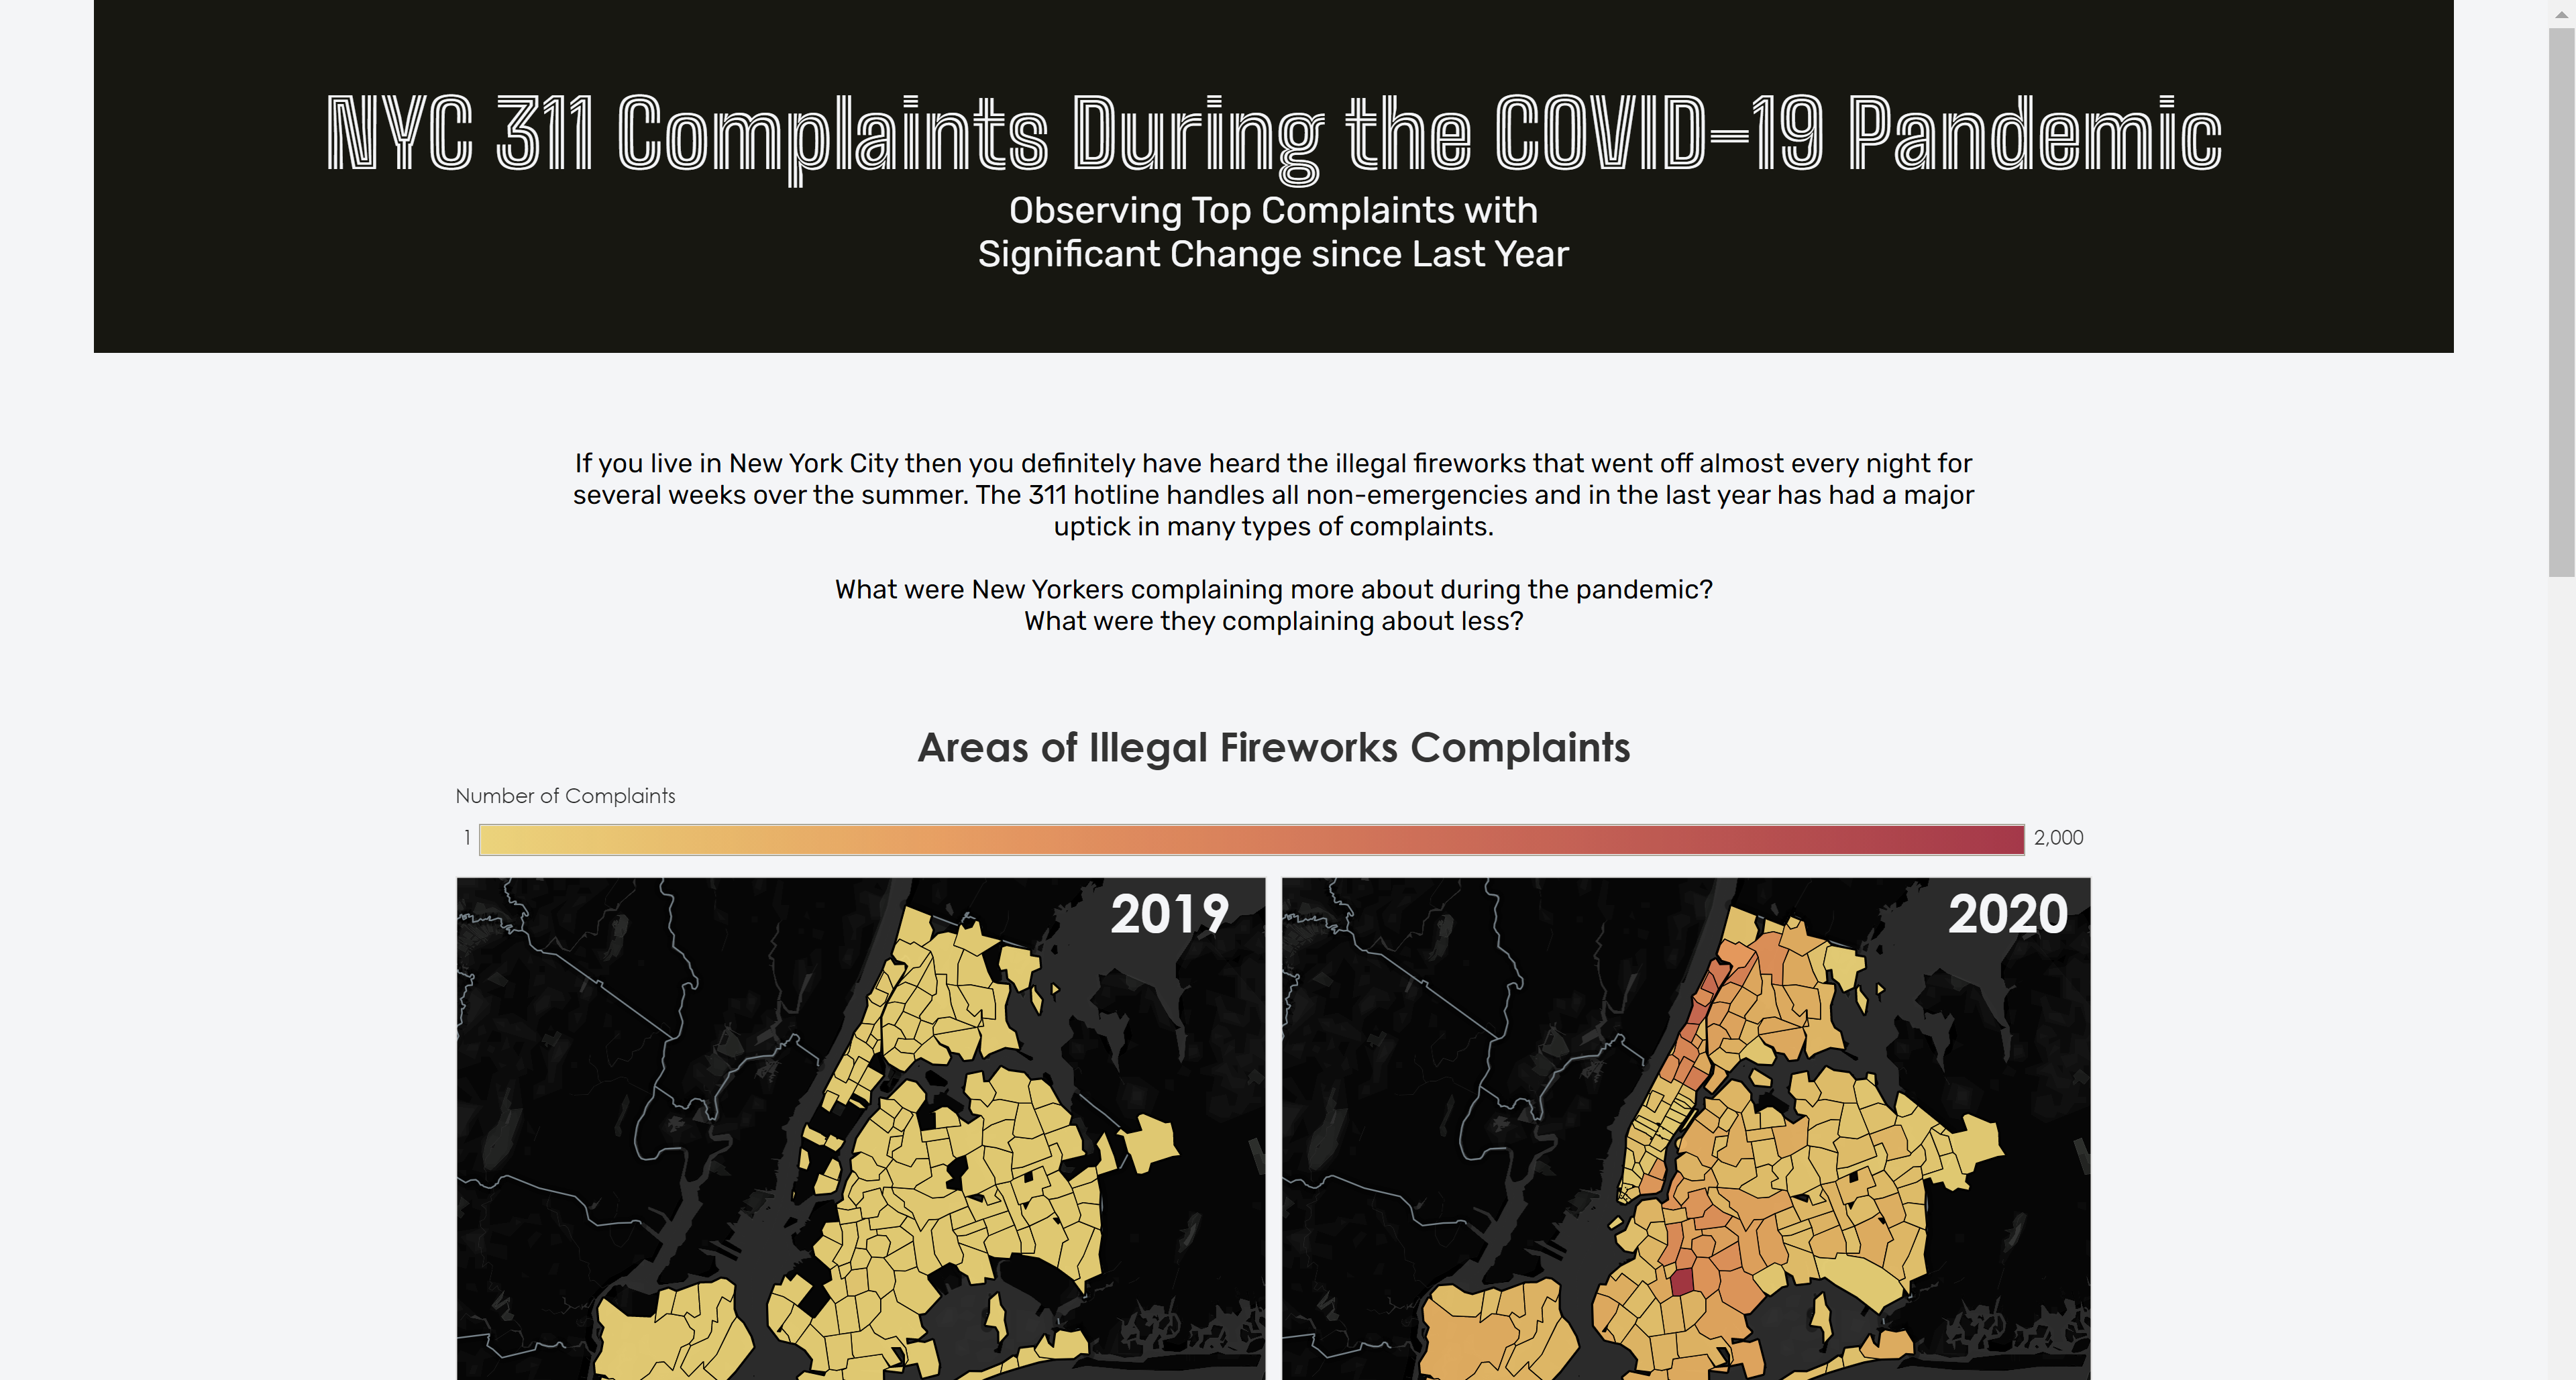 NYC 311 Complaints During the COVID-19 Pandemic
Observing Top Complaints with
Significant Change since Last Year
If you live in New York City then you definitely have heard the illegal fireworks that went off almost every night for
several weeks over the summer. The 311 hotline handles all non-emergencies and in the last year has had a major
uptick in many types of complaints.
What were New Yorkers complaining more about during the pandemic?
What were they complaining about less?
Areas of Illegal Fireworks Complaints
Number of Complaints
1
2,000
2019
2020